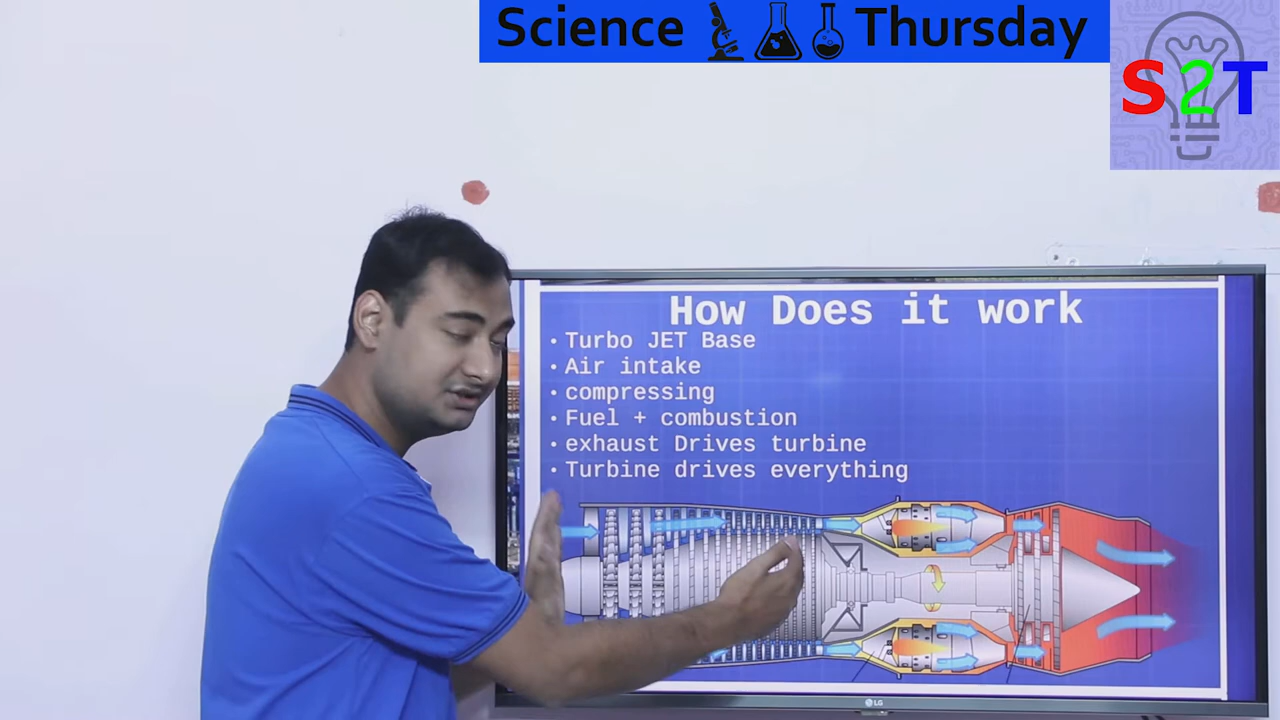 Science Thursday
S2T
How Does it work
• Turbo JET Base
• Air intake
• compressing
• Fuel + combustion
• exhaust Drives turbine
• Turbine drives everything
LG